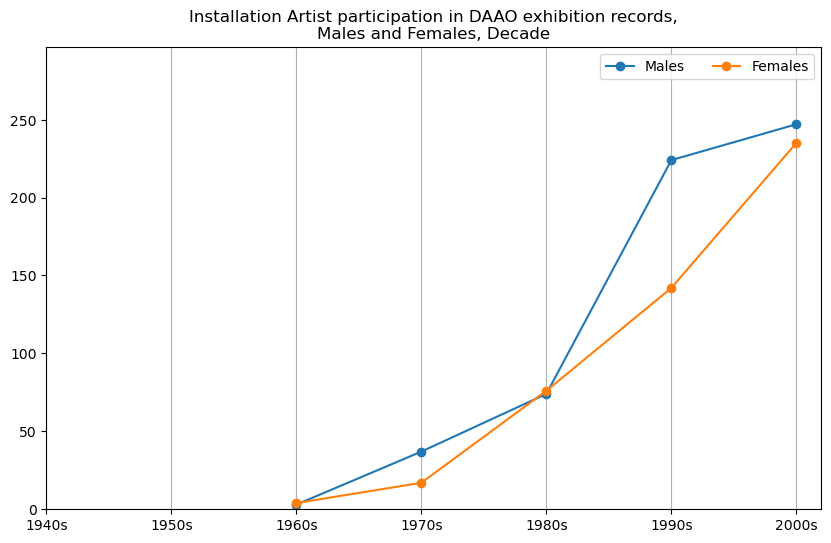 Installation Artist participation in DAAO exhibition records,
Males and Females, Decade
Males
Females
250
200
150
100
50
0
1940s 1950s 1960s 1970s 1980s 1990s 2000s